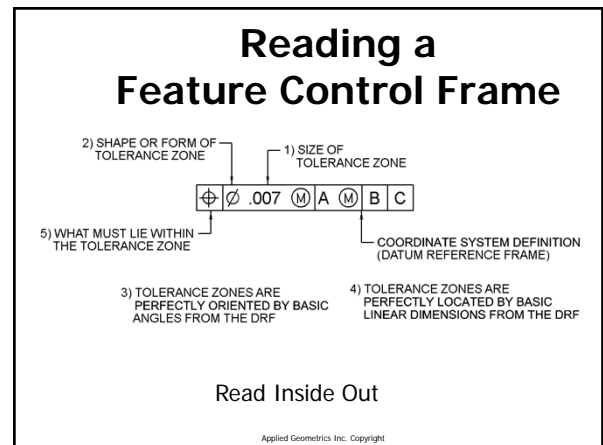 Reading a
Feature Control Frame
2) SHAPE OR FORM OF
TOLERANCE ZONE
1) SIZE OF
TOLERANCE ZONE
⌖ ∅ .007 Ⓜ A Ⓜ B C
5) WHAT MUST LIE WITHIN
THE TOLERANCE ZONE
COORDINATE SYSTEM DEFINITION
(DATUM REFERENCE FRAME)
3) TOLERANCE ZONES ARE
PERFECTLY ORIENTED BY BASIC
ANGLES FROM THE DRF
4) TOLERANCE ZONES ARE
PERFECTLY LOCATED BY BASIC
LINEAR DIMENSIONS FROM THE DRF
Read Inside Out
Applied Geometrics Inc. Copyright